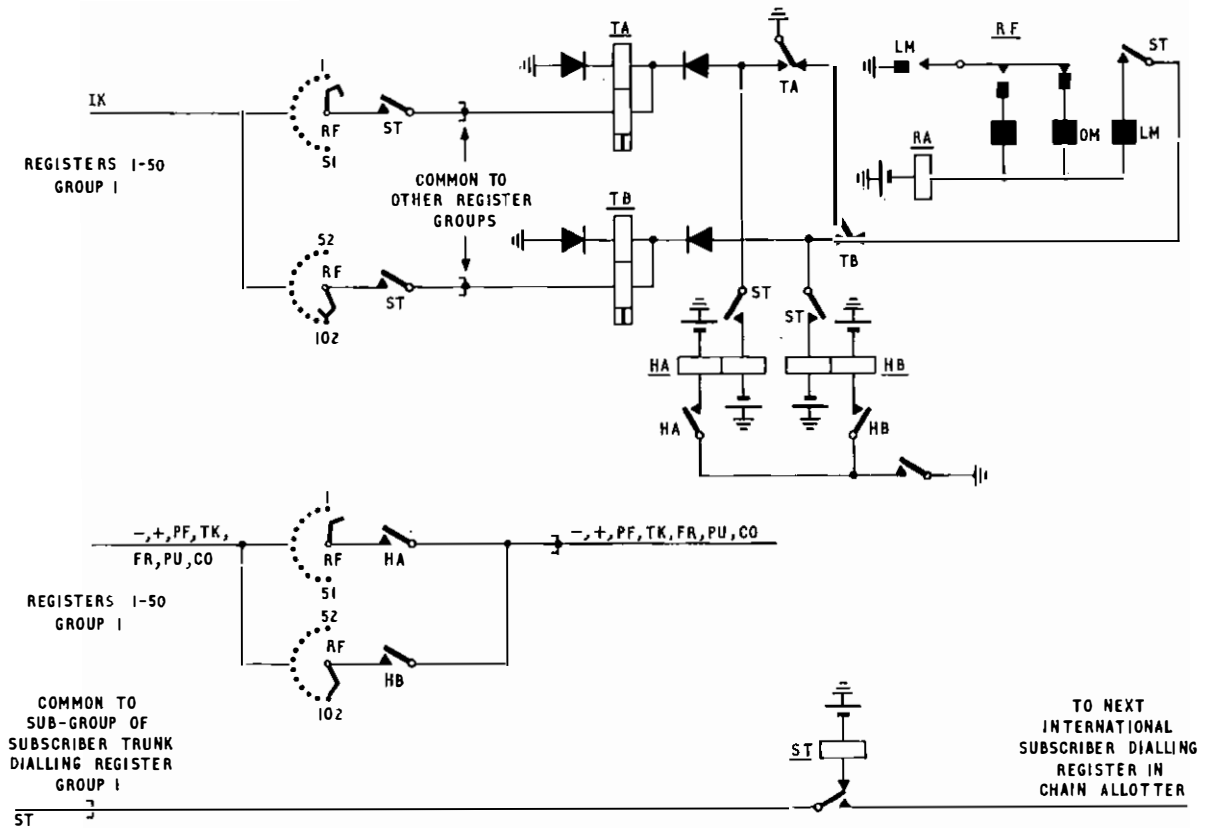 TA
LM
RF
ST
1
IK
RF
ST
51
TA
RA
OM
LM
REGISTERS 1-50
GROUP 1
COMMON TO
OTHER REGISTER
GROUPS
TB
52
RF
ST
102
TB
ST
ST
HA
HB
HA
HB
1
-,+,PF,TK,
FR,PU,CO
RF
HA
51
-,+,PF,TK,FR,PU,CO
REGISTERS 1-50
GROUP 1
52
RF
HB
102
COMMON TO
SUB-GROUP OF
SUBSCRIBER TRUNK
DIALLING REGISTER
GROUP 1
ST
TO NEXT
INTERNATIONAL
SUBSCRIBER DIALLING
REGISTER IN
CHAIN ALLOTTER
ST